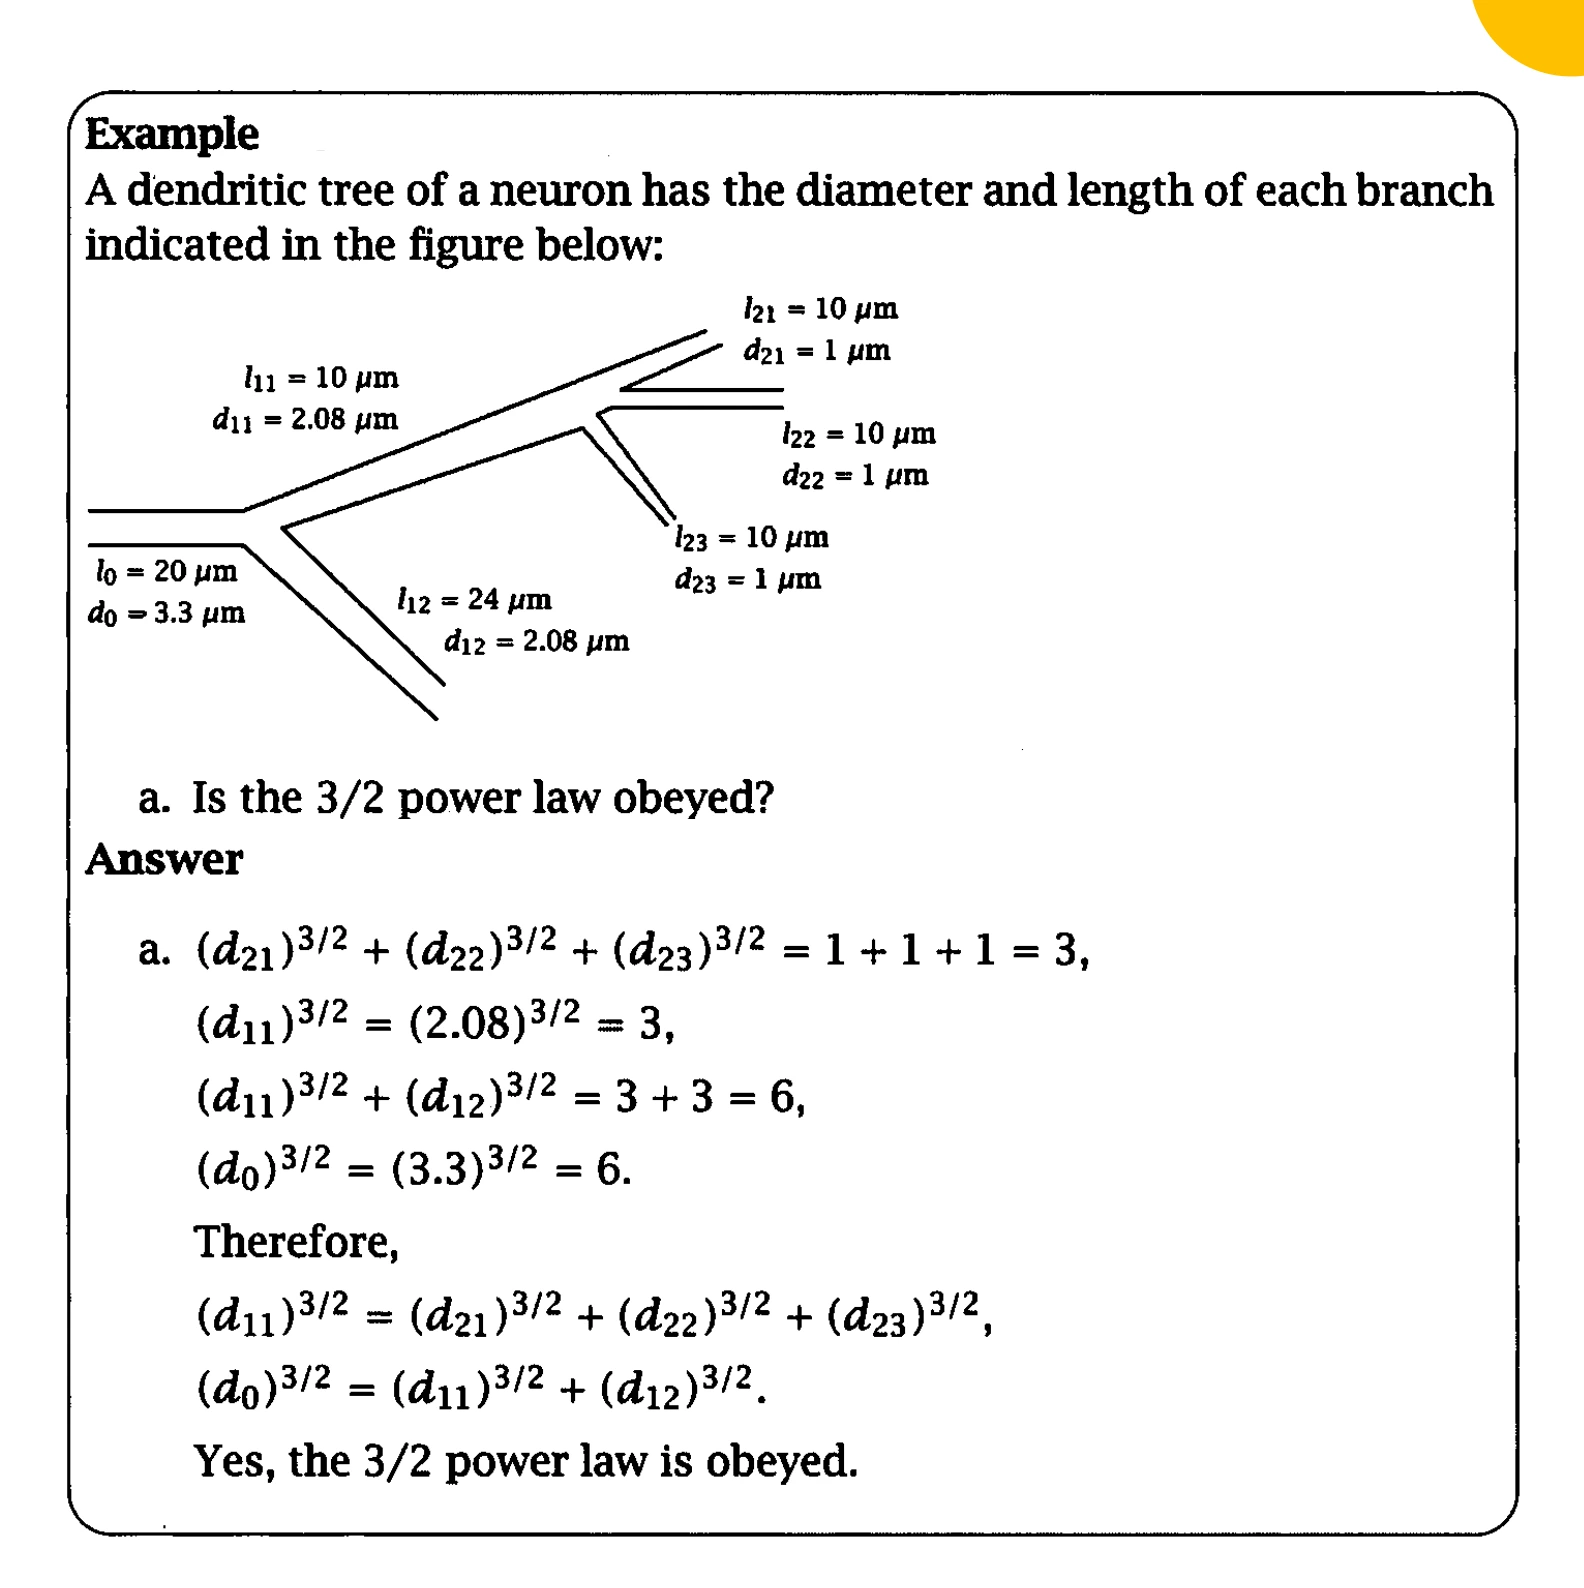 Example
A dendritic tree of a neuron has the diameter and length of each branch
indicated in the figure below:
l21 = 10 μm
d21 = 1 μm
l11 = 10 μm
d11 = 2.08 μm
l22 = 10 μm
d22 = 1 μm
l23 = 10 μm
d23 = 1 μm
l0 = 20 μm
d0 = 3.3 μm
l12 = 24 μm
d12 = 2.08 μm
a. Is the 3/2 power law obeyed?
Answer
a. (d21)^3/2 + (d22)^3/2 + (d23)^3/2 = 1 + 1 + 1 = 3,
(d11)^3/2 = (2.08)^3/2 = 3,
(d11)^3/2 + (d12)^3/2 = 3 + 3 = 6,
(d0)^3/2 = (3.3)^3/2 = 6.
Therefore,
(d11)^3/2 = (d21)^3/2 + (d22)^3/2 + (d23)^3/2,
(d0)^3/2 = (d11)^3/2 + (d12)^3/2.
Yes, the 3/2 power law is obeyed.